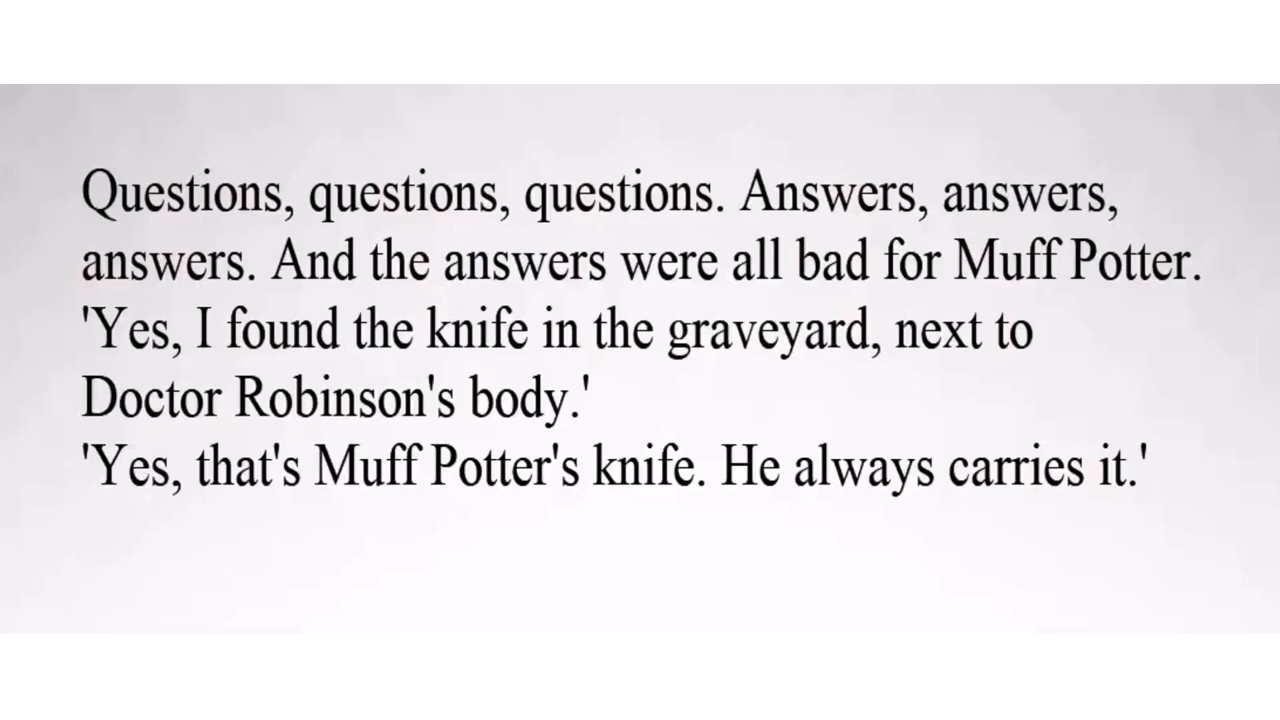 Questions, questions, questions. Answers, answers,
answers. And the answers were all bad for Muff Potter.
'Yes, I found the knife in the graveyard, next to
Doctor Robinson's body.'
'Yes, that's Muff Potter's knife. He always carries it.'